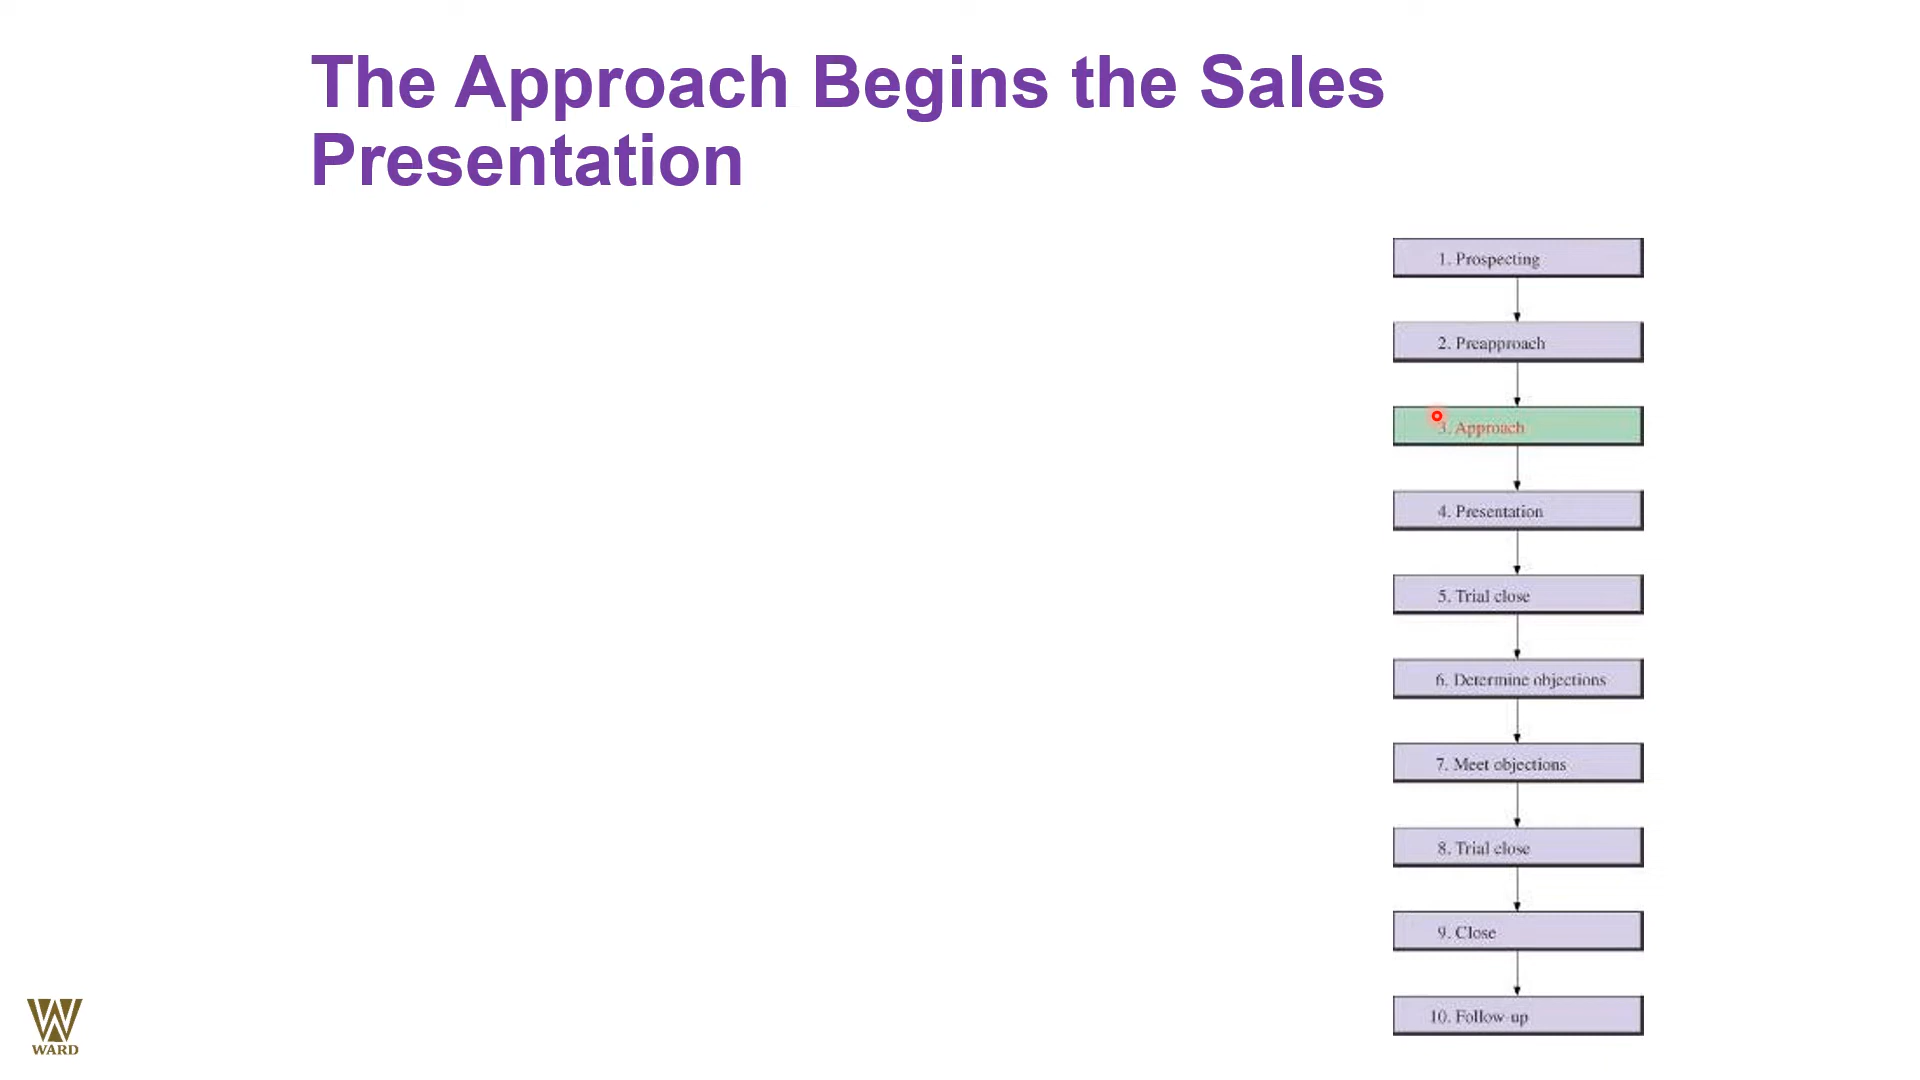 The Approach Begins the Sales
Presentation
1. Prospecting
2. Preapproach
3. Approach
4. Presentation
5. Trial close
6. Determine objections
7. Meet objections
8. Trial close
9. Close
10. Follow-up
WARD